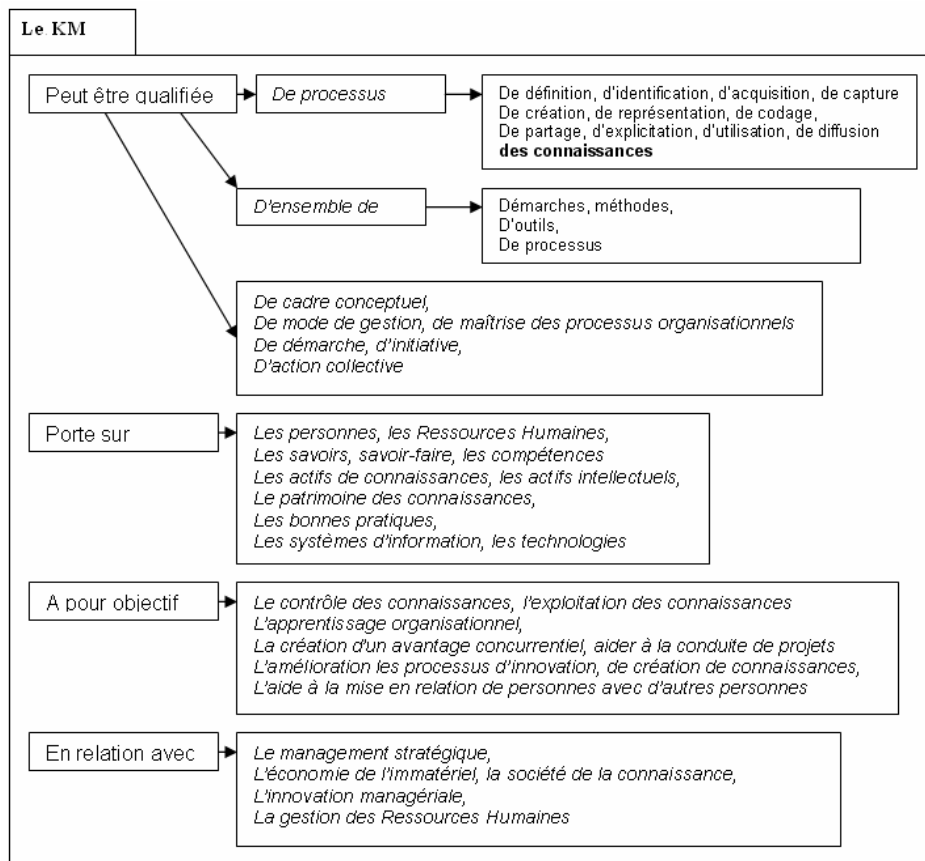 Le KM
Peut être qualifiée
De processus
De définition, d'identification, d'acquisition, de capture
De création, de représentation, de codage,
De partage, d'explicitation, d'utilisation, de diffusion
des connaissances
D'ensemble de
Démarches, méthodes,
D'outils,
De processus
De cadre conceptuel,
De mode de gestion, de maîtrise des processus organisationnels
De démarche, d'initiative,
D'action collective
Porte sur
Les personnes, les Ressources Humaines,
Les savoirs, savoir-faire, les compétences
Les actifs de connaissances, les actifs intellectuels,
Le patrimoine des connaissances,
Les bonnes pratiques,
Les systèmes d'information, les technologies
A pour objectif
Le contrôle des connaissances, l'exploitation des connaissances
L'apprentissage organisationnel,
La création d'un avantage concurrentiel, aider à la conduite de projets
L'amélioration les processus d'innovation, de création de connaissances,
L'aide à la mise en relation de personnes avec d'autres personnes
En relation avec
Le management stratégique,
L'économie de l'immatériel, la société de la connaissance,
L'innovation managériale,
La gestion des Ressources Humaines